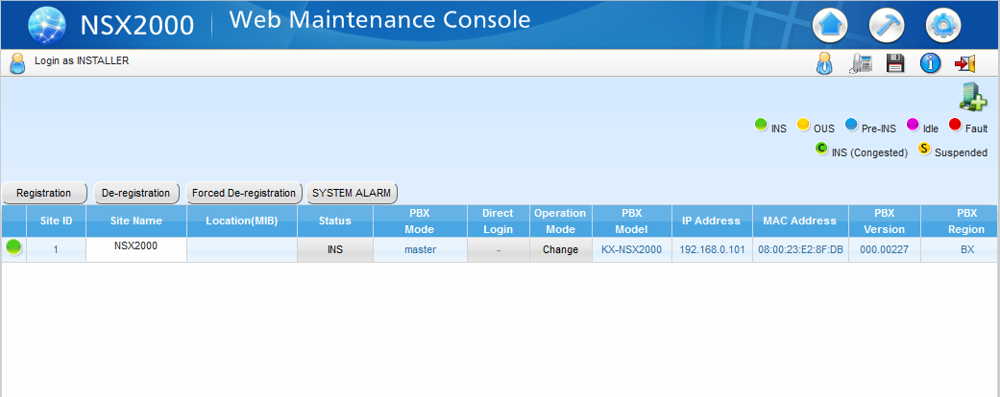 NSX2000 Web Maintenance Console
Login as INSTALLER
INS OUS Pre-INS Idle Fault
C INS (Congested) S Suspended
Registration De-registration Forced De-registration SYSTEM ALARM
Site ID Site Name Location(MIB) Status PBX Mode Direct Login Operation Mode PBX Model IP Address MAC Address PBX Version PBX Region
1 NSX2000 INS master - Change KX-NSX2000 192.168.0.101 08:00:23:E2:8F:DB 000.00227 BX